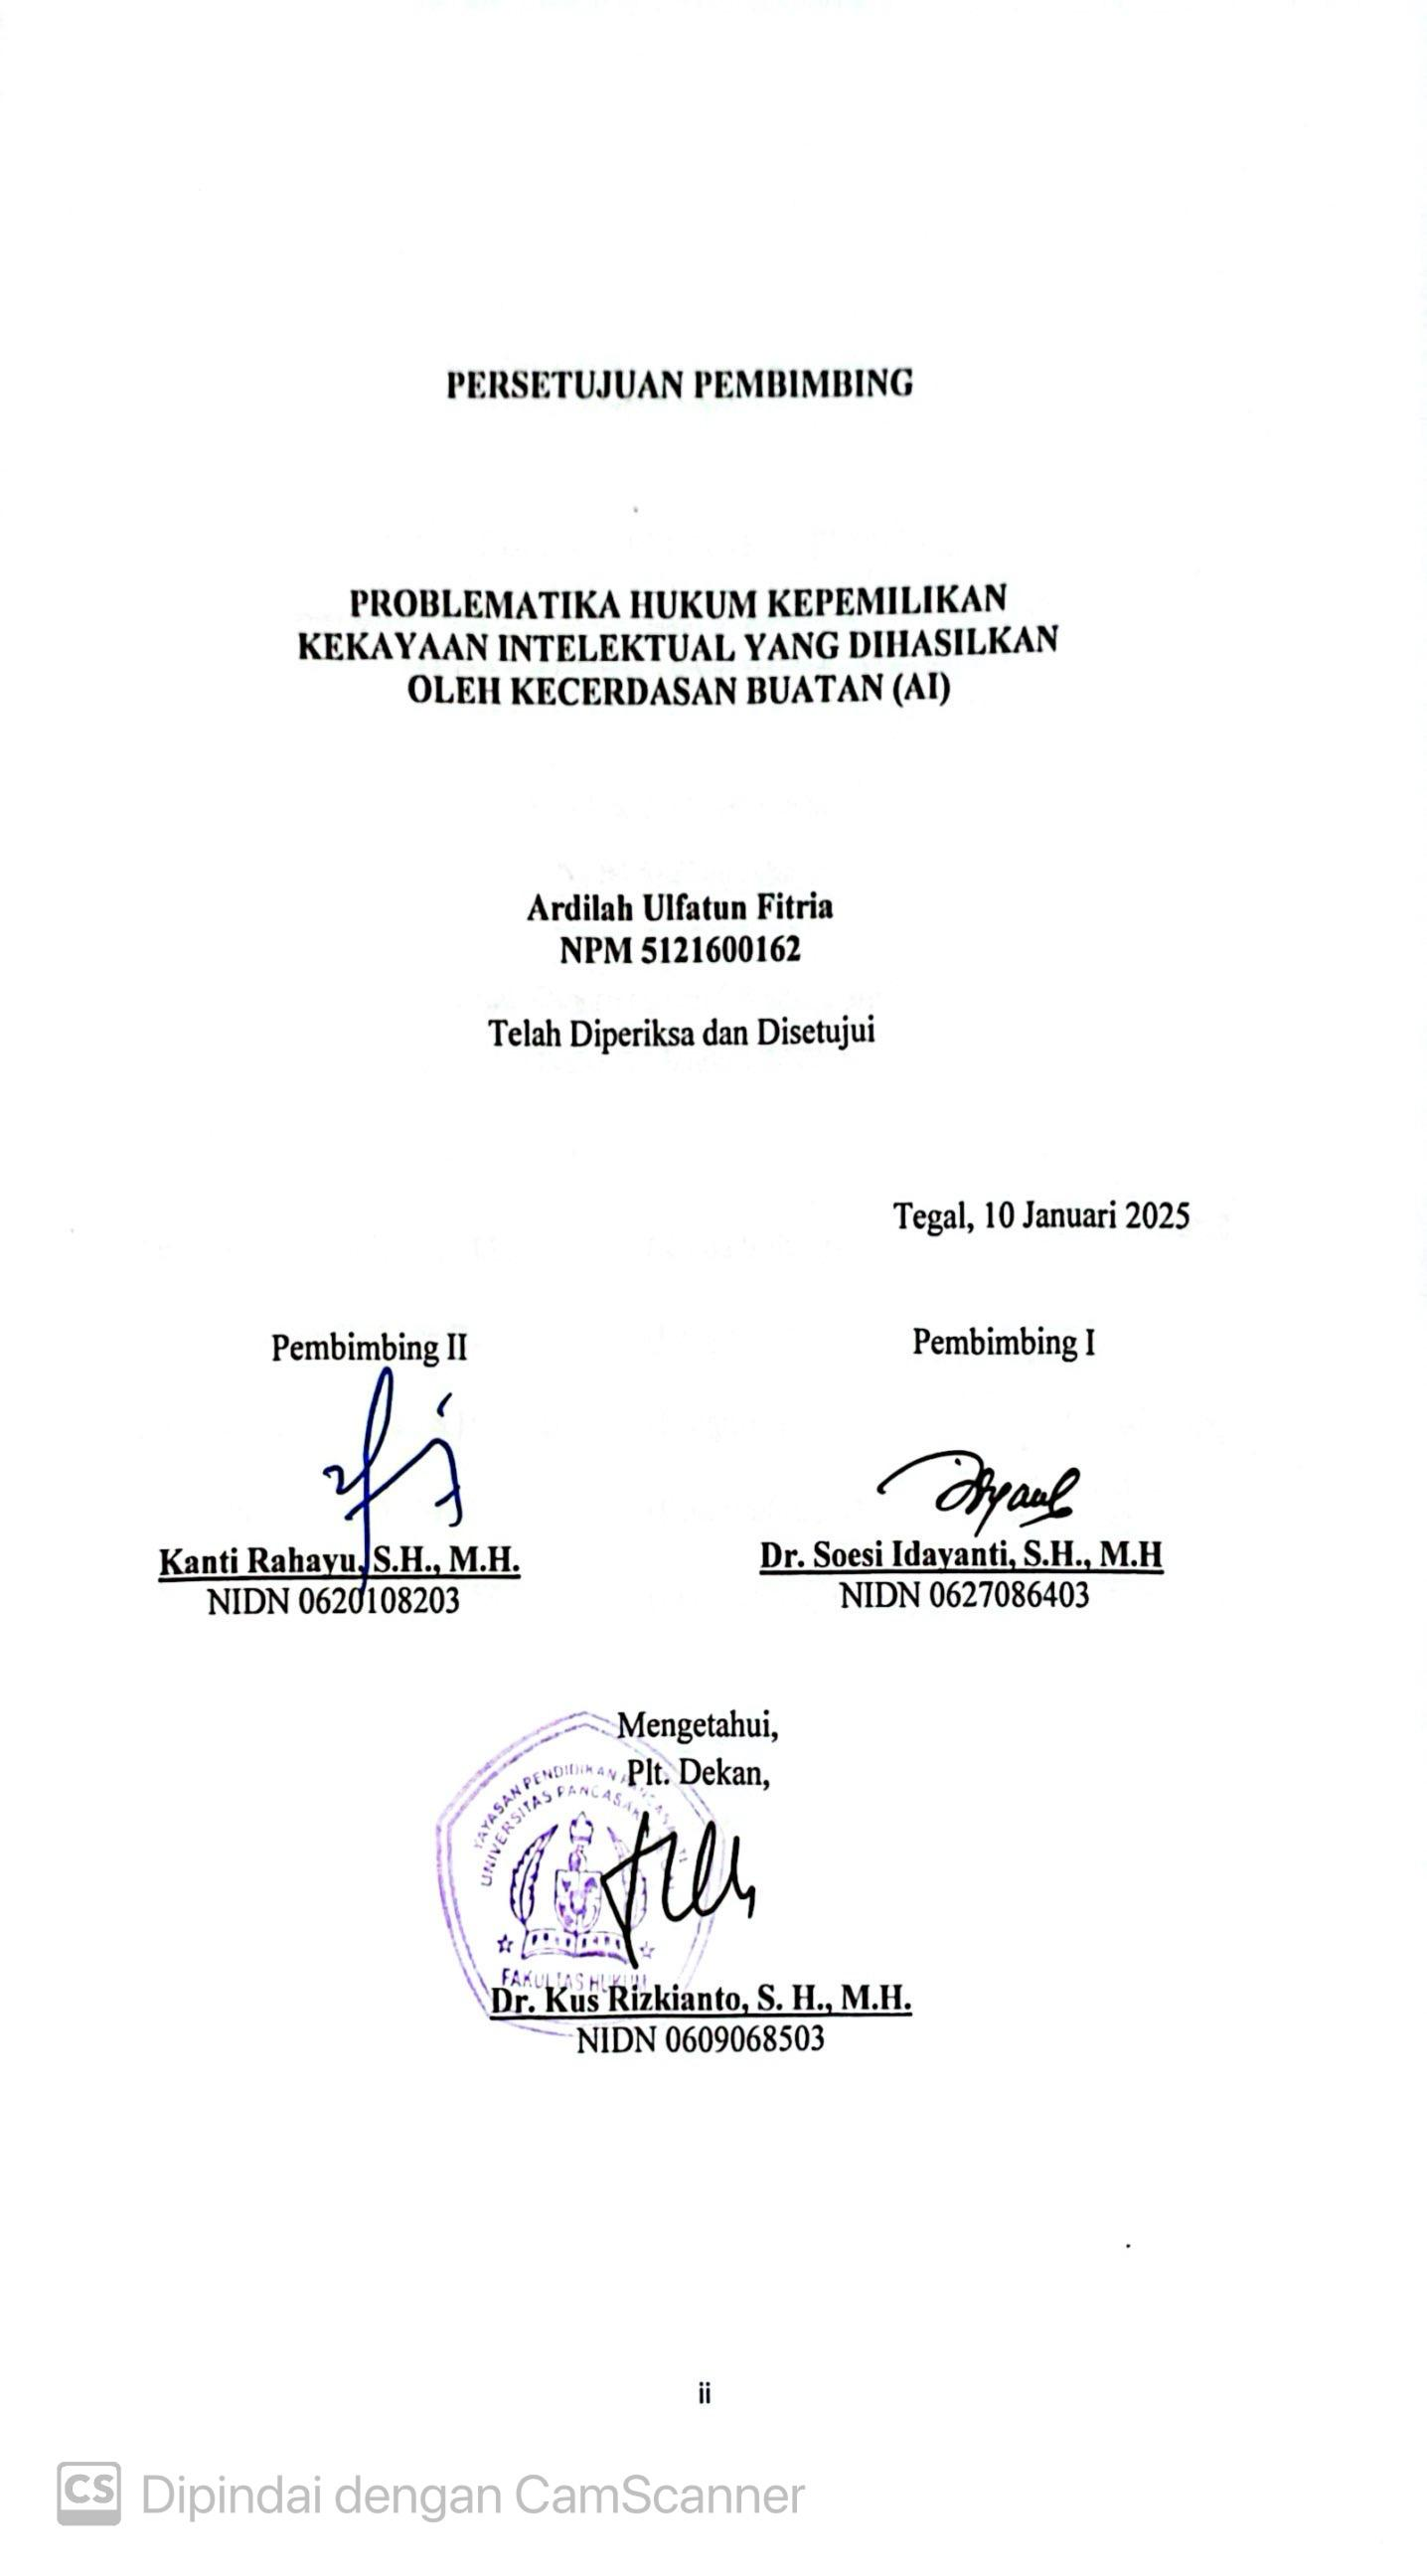 PERSETUJUAN PEMBIMBING
PROBLEMATIKA HUKUM KEPEMILIKAN
KEKAYAAN INTELEKTUAL YANG DIHASILKAN
OLEH KECERDASAN BUATAN (AI)
Ardilah Ulfatun Fitria
NPM 5121600162
Telah Diperiksa dan Disetujui
Tegal, 10 Januari 2025
Pembimbing II
Pembimbing I
Kanti Rahayu, S.H., M.H.
NIDN 0620108203
Dr. Soesi Idayanti, S.H., M.H
NIDN 0627086403
Mengetahui,
Plt. Dekan,
YAYASAN PENDIDIKAN
UNIVERSITAS
FAKULTAS HUKUM
Dr. Kus Rizkianto, S. H., M.H.
NIDN 0609068503
ii
CS Dipindai dengan CamScanner